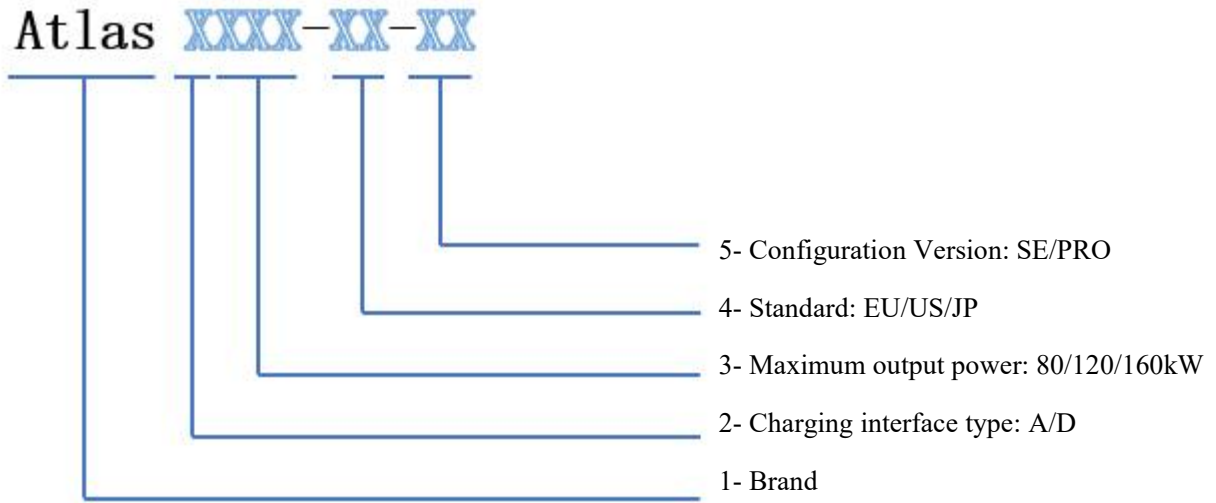 Atlas XXXX-XX-XX
5- Configuration Version: SE/PRO
4- Standard: EU/US/JP
3- Maximum output power: 80/120/160kW
2- Charging interface type: A/D
1- Brand